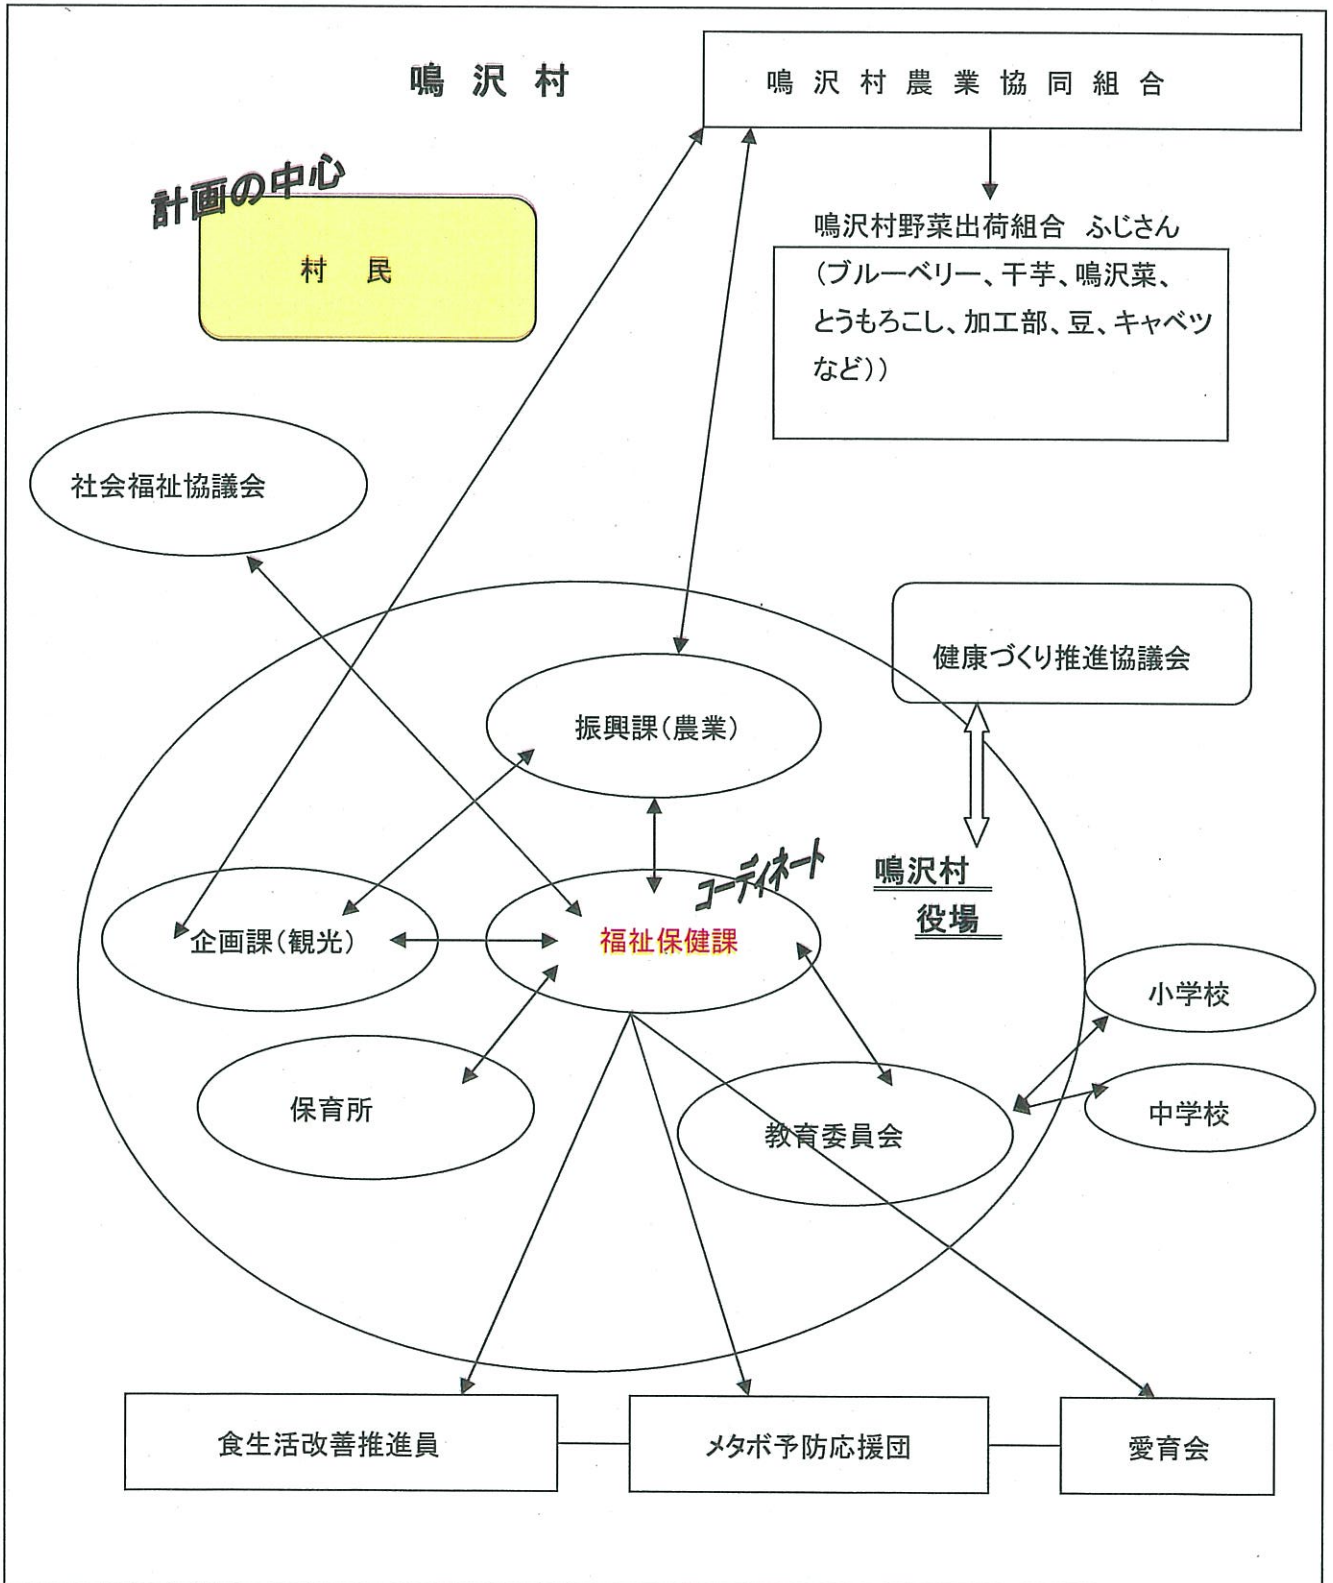 鳴沢村
鳴沢村農業協同組合
計画の中心
村 民
鳴沢村野菜出荷組合 ふじさん
(ブルーベリー、干芋、鳴沢菜、
とうもろこし、加工部、豆、キャベツ
など))
社会福祉協議会
健康づくり推進協議会
振興課(農業)
コーディネート
鳴沢村
役場
企画課(観光)
福祉保健課
小学校
保育所
中学校
教育委員会
食生活改善推進員
メタボ予防応援団
愛育会